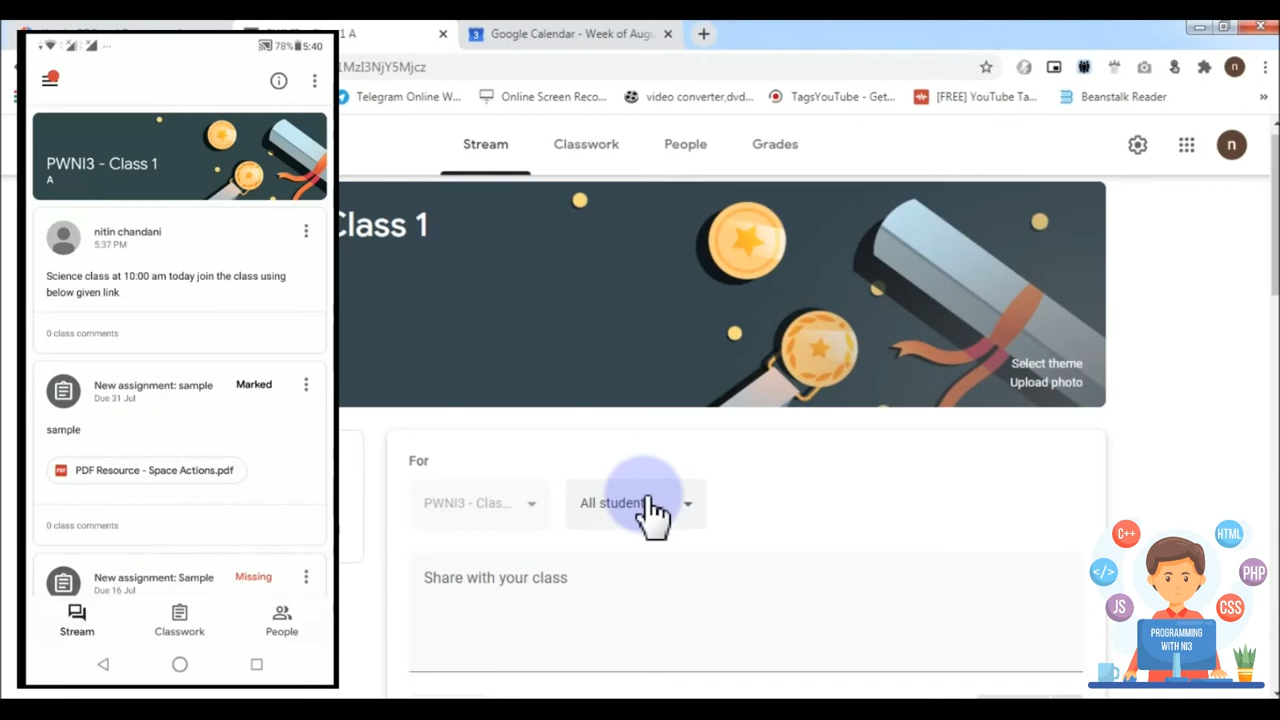 78% 5:40
PWNI3 - Class 1
A
nitin chandani
5:37 PM
Science class at 10:00 am today join the class using
below given link
0 class comments
New assignment: sample Marked
Due 31 Jul
sample
PDF PDF Resource - Space Actions.pdf
0 class comments
New assignment: Sample Missing
Due 16 Jul
Stream Classwork People
A
3 Google Calendar - Week of Aug
1MzI3NjY5Mjcz
n
Telegram Online W... Online Screen Reco... video converter,dvd... TagsYouTube - Get... [FREE] YouTube Ta... Beanstalk Reader »
Stream Classwork People Grades
n
Class 1
Select theme
Upload photo
For
PWNI3 - Clas... All student
Share with your class
C++ HTML
</> PHP
JS CSS
PROGRAMMING
WITH NI3